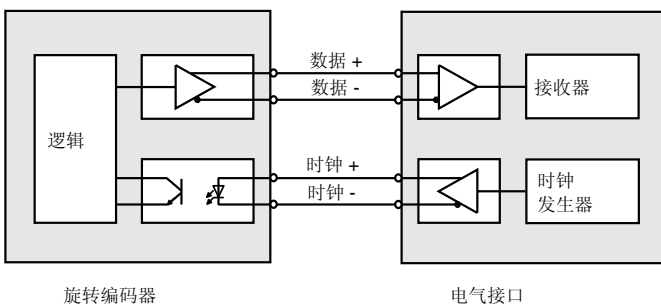 数据 +
数据 -
接收器
逻辑
时钟 +
时钟 -
时钟
发生器
旋转编码器
电气接口